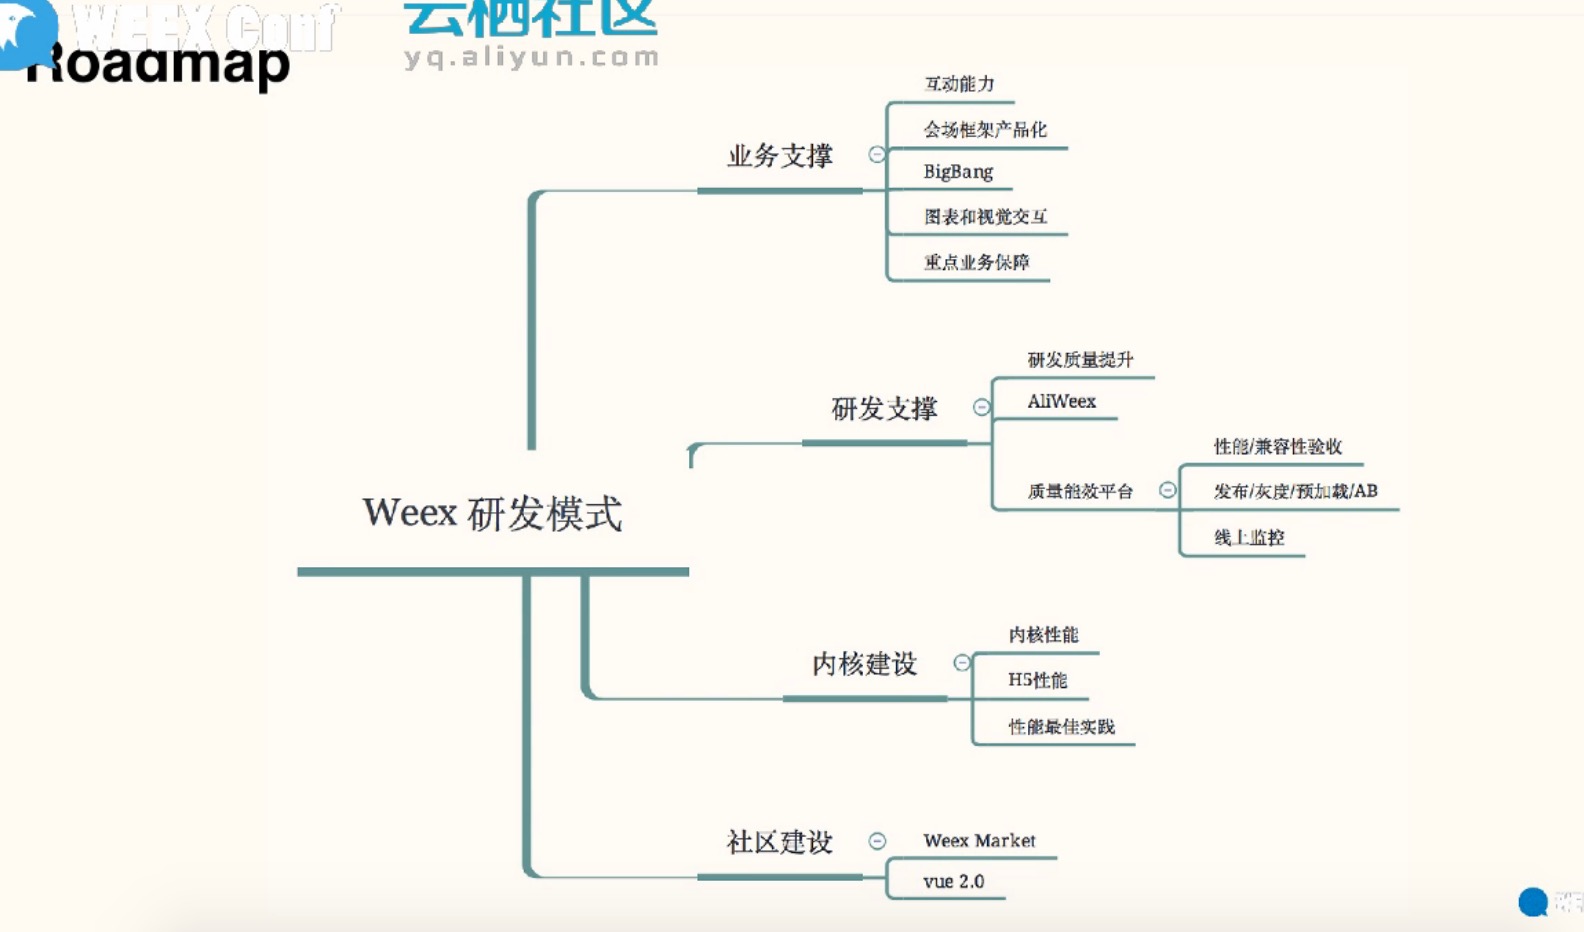 WEEX Conf
云栖社区
yq.aliyun.com
Roadmap
互动能力
会场框架产品化
业务支撑
BigBang
图表和视觉交互
重点业务保障
研发质量提升
研发支撑
AliWeex
性能/兼容性验收
质量能效平台
发布/灰度/预加载/AB
线上监控
Weex 研发模式
内核性能
内核建设
H5性能
性能最佳实践
社区建设
Weex Market
vue 2.0